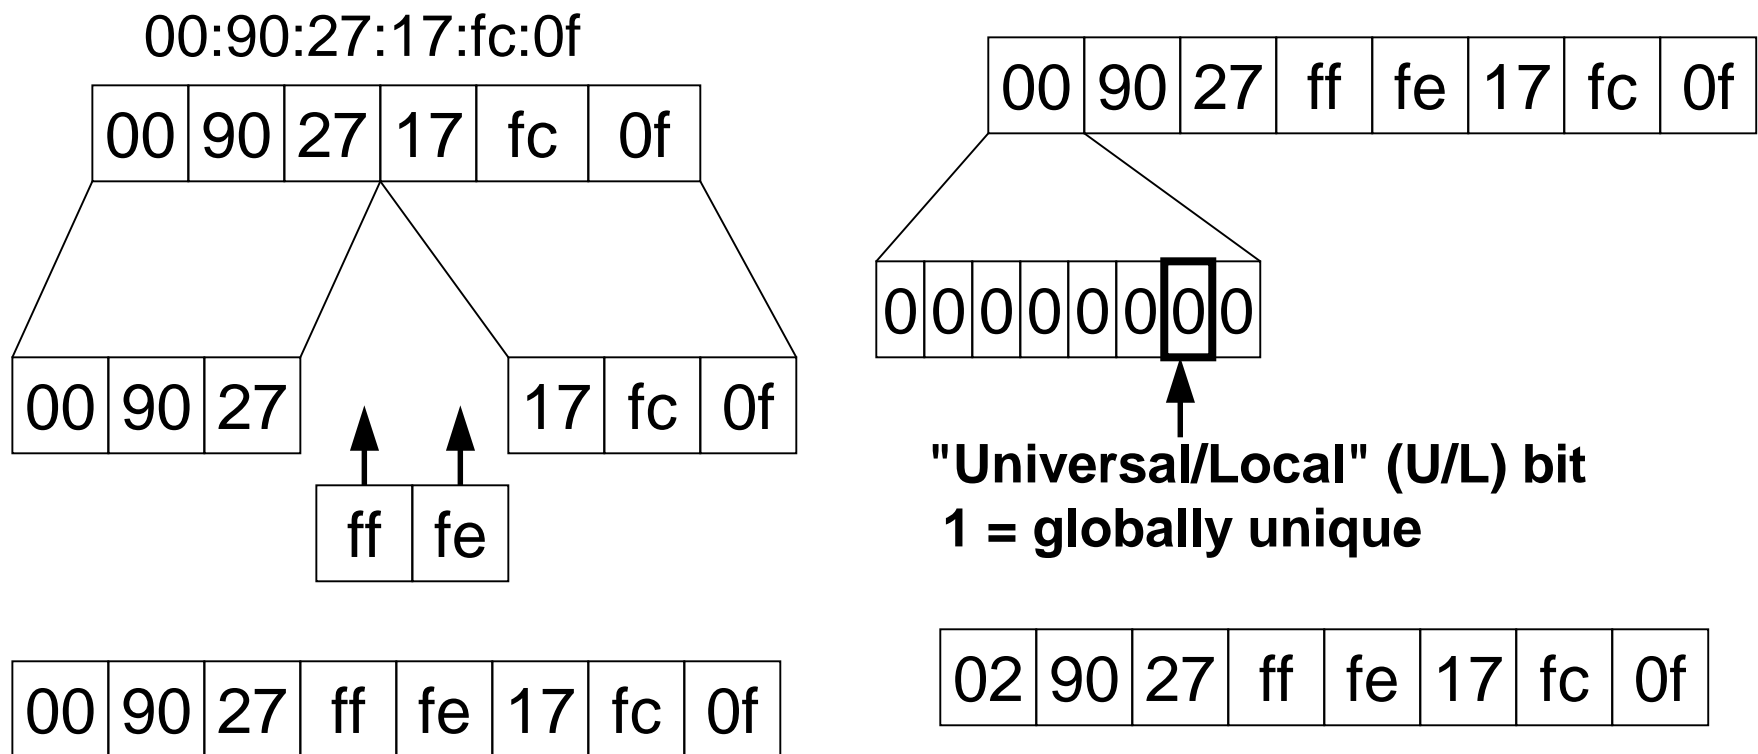 00:90:27:17:fc:0f
00 90 27 17 fc 0f
00 90 27 17 fc 0f
ff fe
00 90 27 ff fe 17 fc 0f
00 90 27 ff fe 17 fc 0f
0 0 0 0 0 0 0 0
"Universal/Local" (U/L) bit
1 = globally unique
02 90 27 ff fe 17 fc 0f